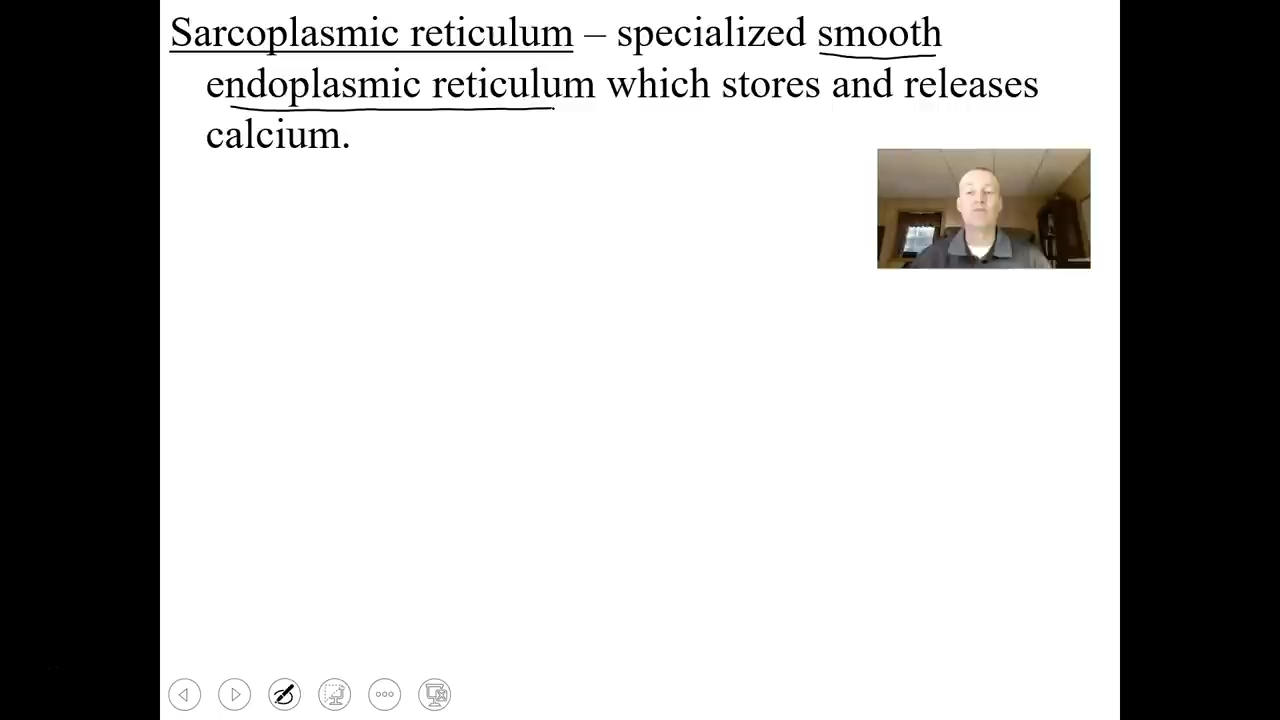 Sarcoplasmic reticulum – specialized smooth
endoplasmic reticulum which stores and releases
calcium.